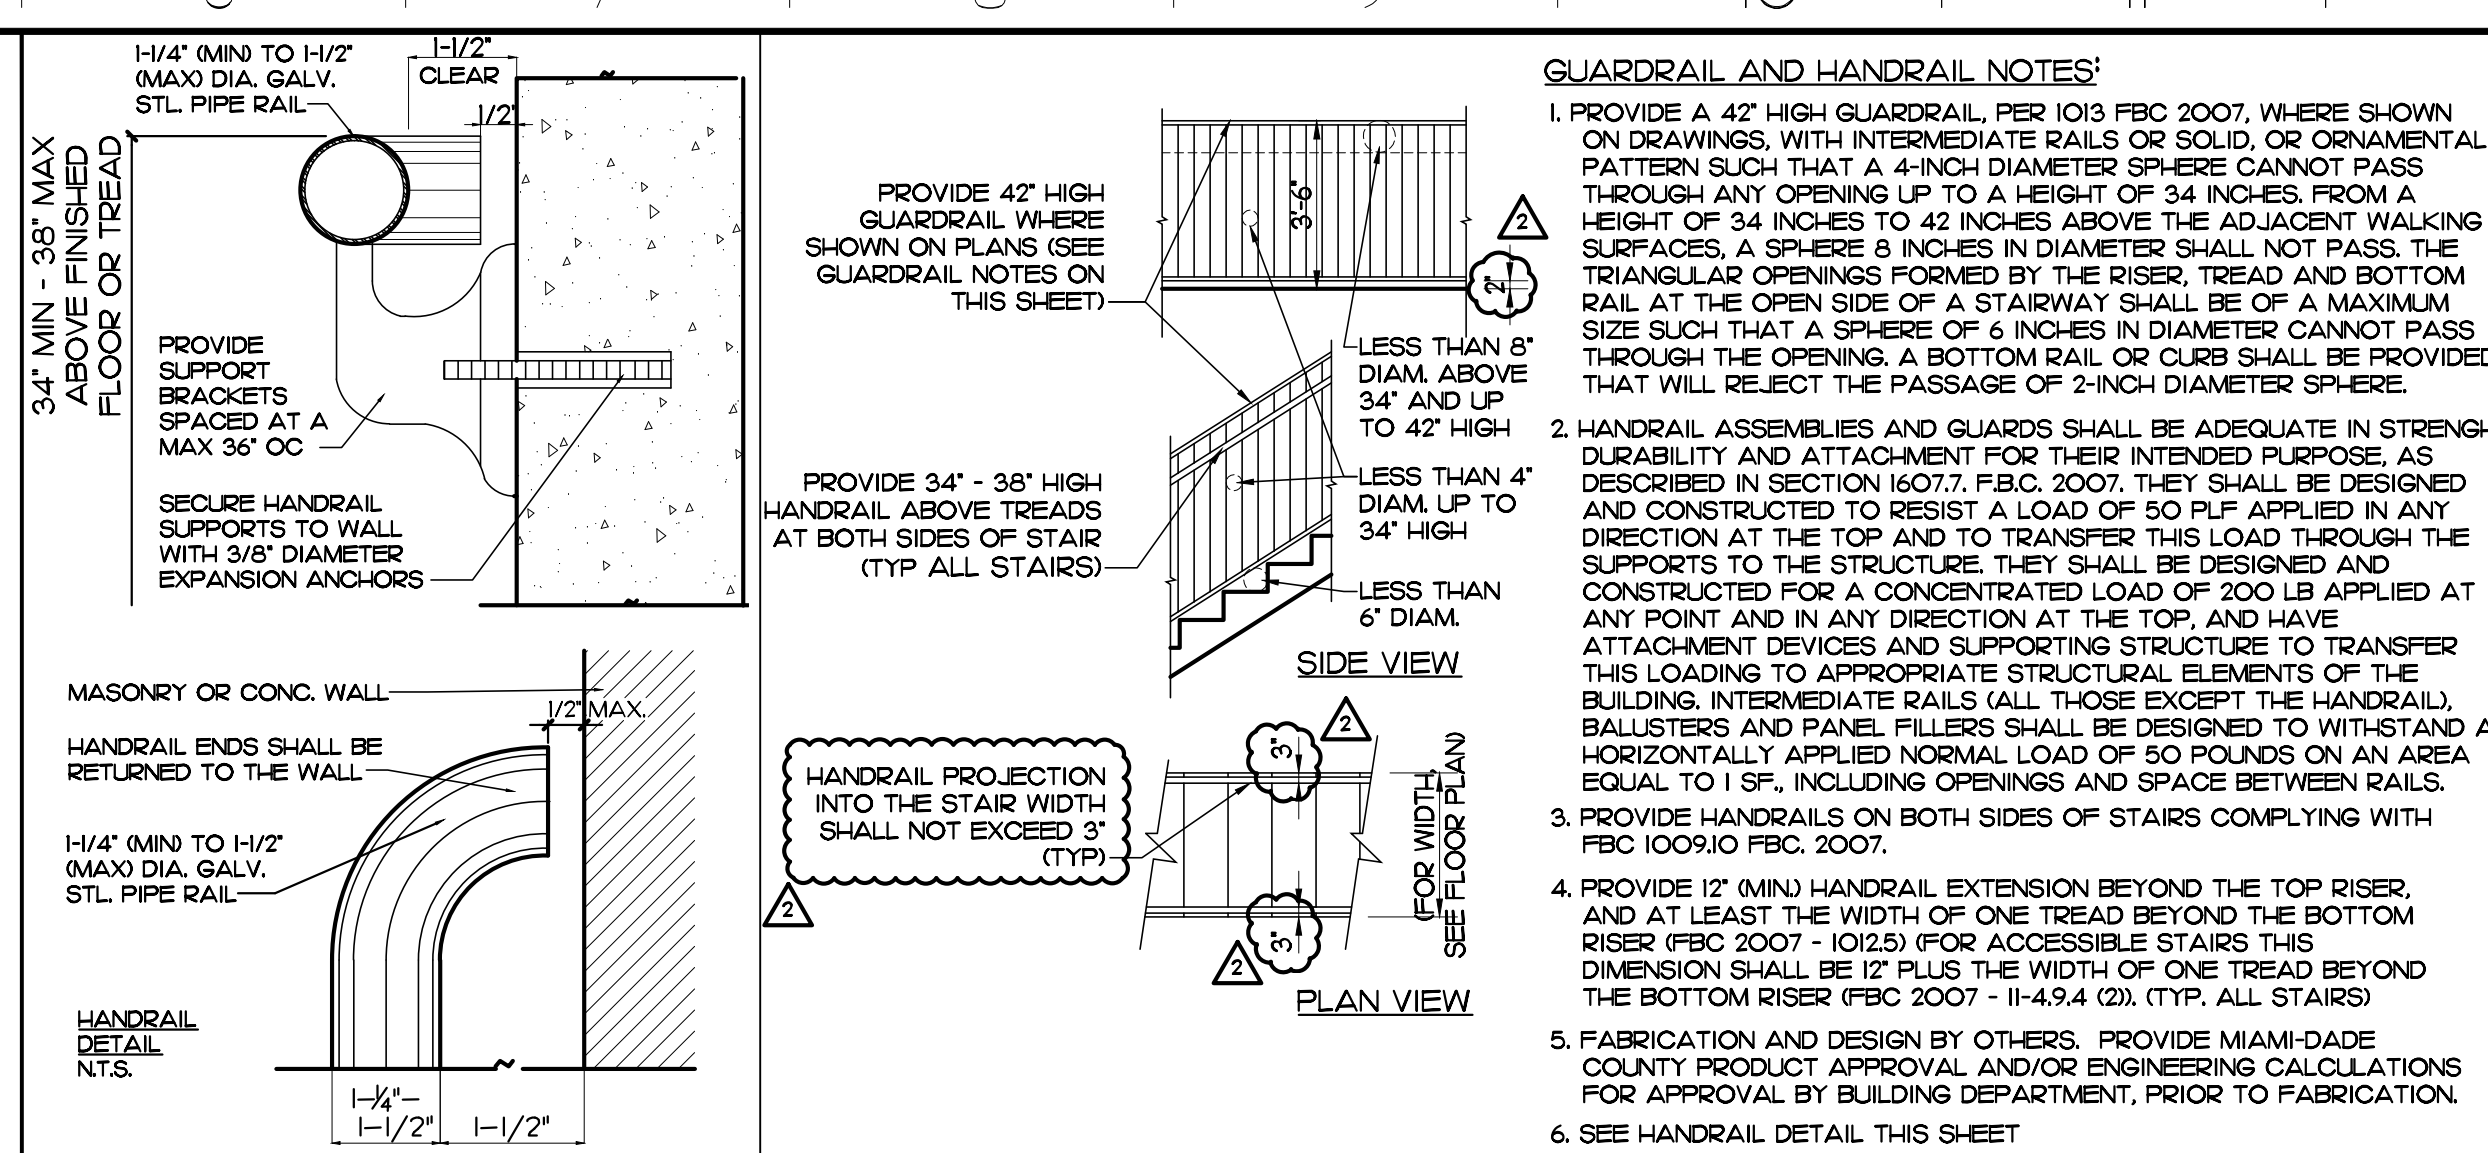 1-1/4" (MIN) TO 1-1/2"
(MAX) DIA. GALV.
STL. PIPE RAIL
1-1/2"
CLEAR
1/2"
34" MIN - 38" MAX
ABOVE FINISHED
FLOOR OR TREAD
PROVIDE
SUPPORT
BRACKETS
SPACED AT A
MAX 36" OC
SECURE HANDRAIL
SUPPORTS TO WALL
WITH 3/8" DIAMETER
EXPANSION ANCHORS
MASONRY OR CONC. WALL
1/2" MAX.
HANDRAIL ENDS SHALL BE
RETURNED TO THE WALL
1-1/4" (MIN) TO 1-1/2"
(MAX) DIA. GALV.
STL. PIPE RAIL
HANDRAIL
DETAIL
N.T.S.
1-1/4"-
1-1/2"
1-1/2"
PROVIDE 42" HIGH
GUARDRAIL WHERE
SHOWN ON PLANS (SEE
GUARDRAIL NOTES ON
THIS SHEET)
3'-6"
2
2"
LESS THAN 8"
DIAM. ABOVE
34" AND UP
TO 42" HIGH
PROVIDE 34" - 38" HIGH
HANDRAIL ABOVE TREADS
AT BOTH SIDES OF STAIR
(TYP ALL STAIRS)
LESS THAN 4"
DIAM. UP TO
34" HIGH
LESS THAN
6" DIAM.
SIDE VIEW
2
3"
HANDRAIL PROJECTION
INTO THE STAIR WIDTH
SHALL NOT EXCEED 3"
(TYP)
2
(FOR WIDTH,
SEE FLOOR PLAN)
3"
2
PLAN VIEW
GUARDRAIL AND HANDRAIL NOTES:
1. PROVIDE A 42" HIGH GUARDRAIL, PER 1013 FBC 2007, WHERE SHOWN
ON DRAWINGS, WITH INTERMEDIATE RAILS OR SOLID, OR ORNAMENTAL
PATTERN SUCH THAT A 4-INCH DIAMETER SPHERE CANNOT PASS
THROUGH ANY OPENING UP TO A HEIGHT OF 34 INCHES. FROM A
HEIGHT OF 34 INCHES TO 42 INCHES ABOVE THE ADJACENT WALKING
SURFACES, A SPHERE 8 INCHES IN DIAMETER SHALL NOT PASS. THE
TRIANGULAR OPENINGS FORMED BY THE RISER, TREAD AND BOTTOM
RAIL AT THE OPEN SIDE OF A STAIRWAY SHALL BE OF A MAXIMUM
SIZE SUCH THAT A SPHERE OF 6 INCHES IN DIAMETER CANNOT PASS
THROUGH THE OPENING. A BOTTOM RAIL OR CURB SHALL BE PROVIDED
THAT WILL REJECT THE PASSAGE OF 2-INCH DIAMETER SPHERE.
2. HANDRAIL ASSEMBLIES AND GUARDS SHALL BE ADEQUATE IN STRENGH
DURABILITY AND ATTACHMENT FOR THEIR INTENDED PURPOSE, AS
DESCRIBED IN SECTION 1607.7. F.B.C. 2007. THEY SHALL BE DESIGNED
AND CONSTRUCTED TO RESIST A LOAD OF 50 PLF APPLIED IN ANY
DIRECTION AT THE TOP AND TO TRANSFER THIS LOAD THROUGH THE
SUPPORTS TO THE STRUCTURE. THEY SHALL BE DESIGNED AND
CONSTRUCTED FOR A CONCENTRATED LOAD OF 200 LB APPLIED AT
ANY POINT AND IN ANY DIRECTION AT THE TOP, AND HAVE
ATTACHMENT DEVICES AND SUPPORTING STRUCTURE TO TRANSFER
THIS LOADING TO APPROPRIATE STRUCTURAL ELEMENTS OF THE
BUILDING. INTERMEDIATE RAILS (ALL THOSE EXCEPT THE HANDRAIL),
BALUSTERS AND PANEL FILLERS SHALL BE DESIGNED TO WITHSTAND A
HORIZONTALLY APPLIED NORMAL LOAD OF 50 POUNDS ON AN AREA
EQUAL TO 1 SF., INCLUDING OPENINGS AND SPACE BETWEEN RAILS.
3. PROVIDE HANDRAILS ON BOTH SIDES OF STAIRS COMPLYING WITH
FBC 1009.10 FBC. 2007.
4. PROVIDE 12" (MIN.) HANDRAIL EXTENSION BEYOND THE TOP RISER,
AND AT LEAST THE WIDTH OF ONE TREAD BEYOND THE BOTTOM
RISER (FBC 2007 - 1012.5) (FOR ACCESSIBLE STAIRS THIS
DIMENSION SHALL BE 12" PLUS THE WIDTH OF ONE TREAD BEYOND
THE BOTTOM RISER (FBC 2007 - 11-4.9.4 (2)). (TYP. ALL STAIRS)
5. FABRICATION AND DESIGN BY OTHERS. PROVIDE MIAMI-DADE
COUNTY PRODUCT APPROVAL AND/OR ENGINEERING CALCULATIONS
FOR APPROVAL BY BUILDING DEPARTMENT, PRIOR TO FABRICATION.
6. SEE HANDRAIL DETAIL THIS SHEET